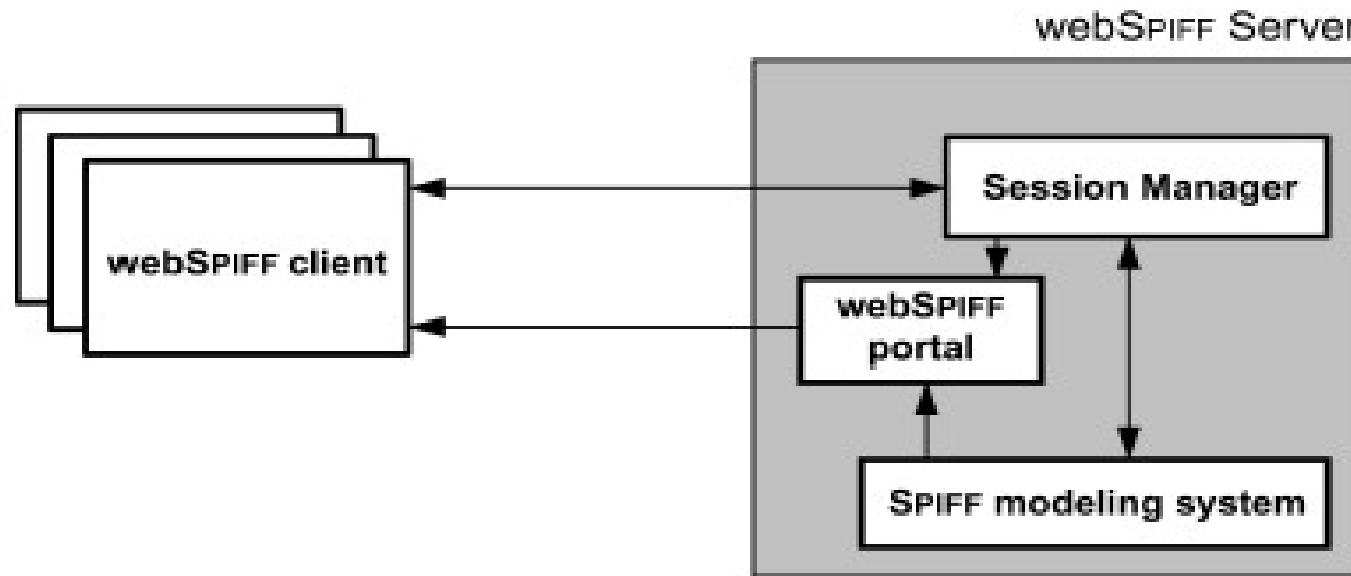 webSPIFF Server
Session Manager
webSPIFF client
webSPIFF
portal
SPIFF modeling system